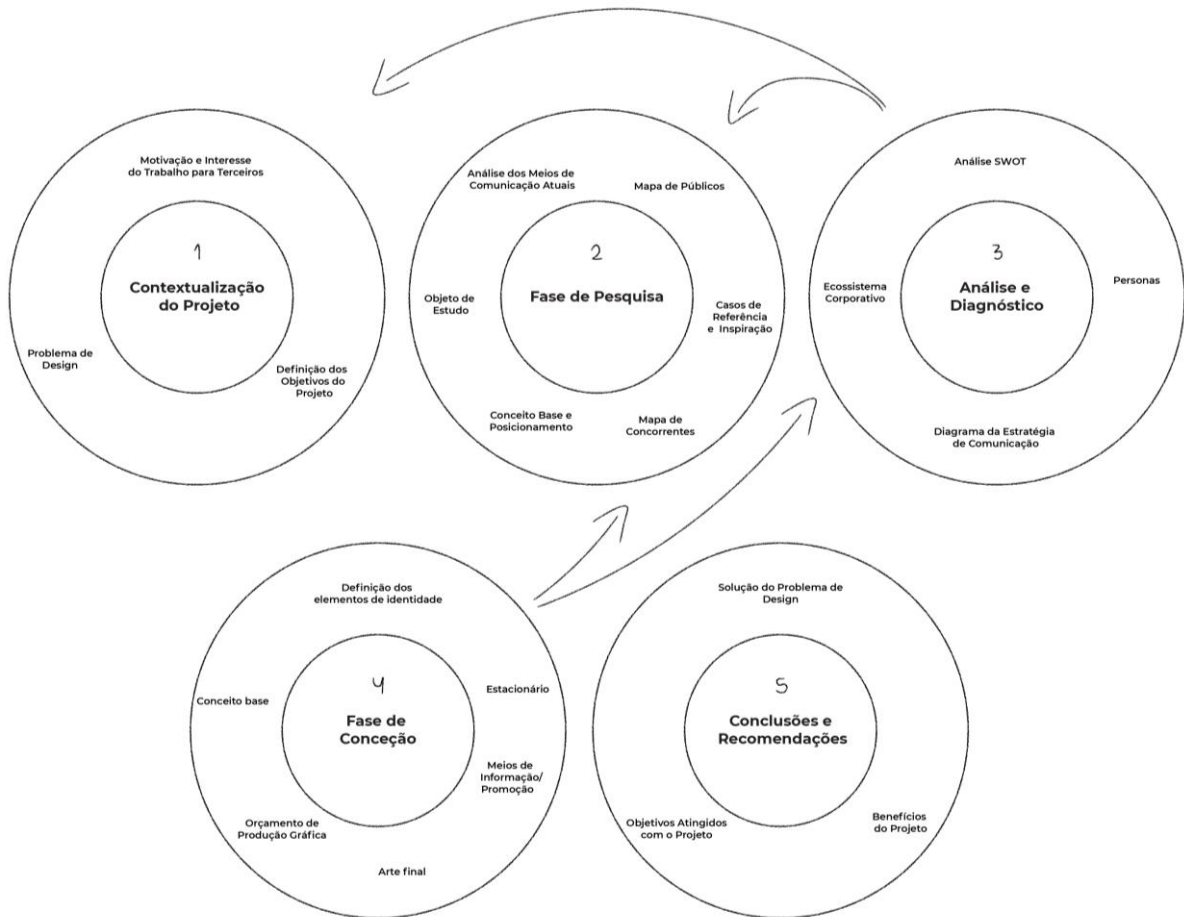 Motivação e Interesse
do Trabalho para Terceiros
1
Contextualização
do Projeto
Problema de
Design
Definição dos
Objetivos do
Projeto
Análise dos Meios de
Comunicação Atuais
Mapa de Públicos
2
Fase de Pesquisa
Objeto de
Estudo
Casos de
Referência
e Inspiração
Conceito Base e
Posicionamento
Mapa de
Concorrentes
Análise SWOT
3
Análise e
Diagnóstico
Ecossistema
Corporativo
Personas
Diagrama da Estratégia
de Comunicação
Definição dos
elementos de identidade
4
Fase de
Conceção
Conceito base
Estacionário
Meios de
Informação/
Promoção
Orçamento de
Produção Gráfica
Arte final
Solução do Problema de
Design
5
Conclusões e
Recomendações
Objetivos Atingidos
com o Projeto
Benefícios
do Projeto